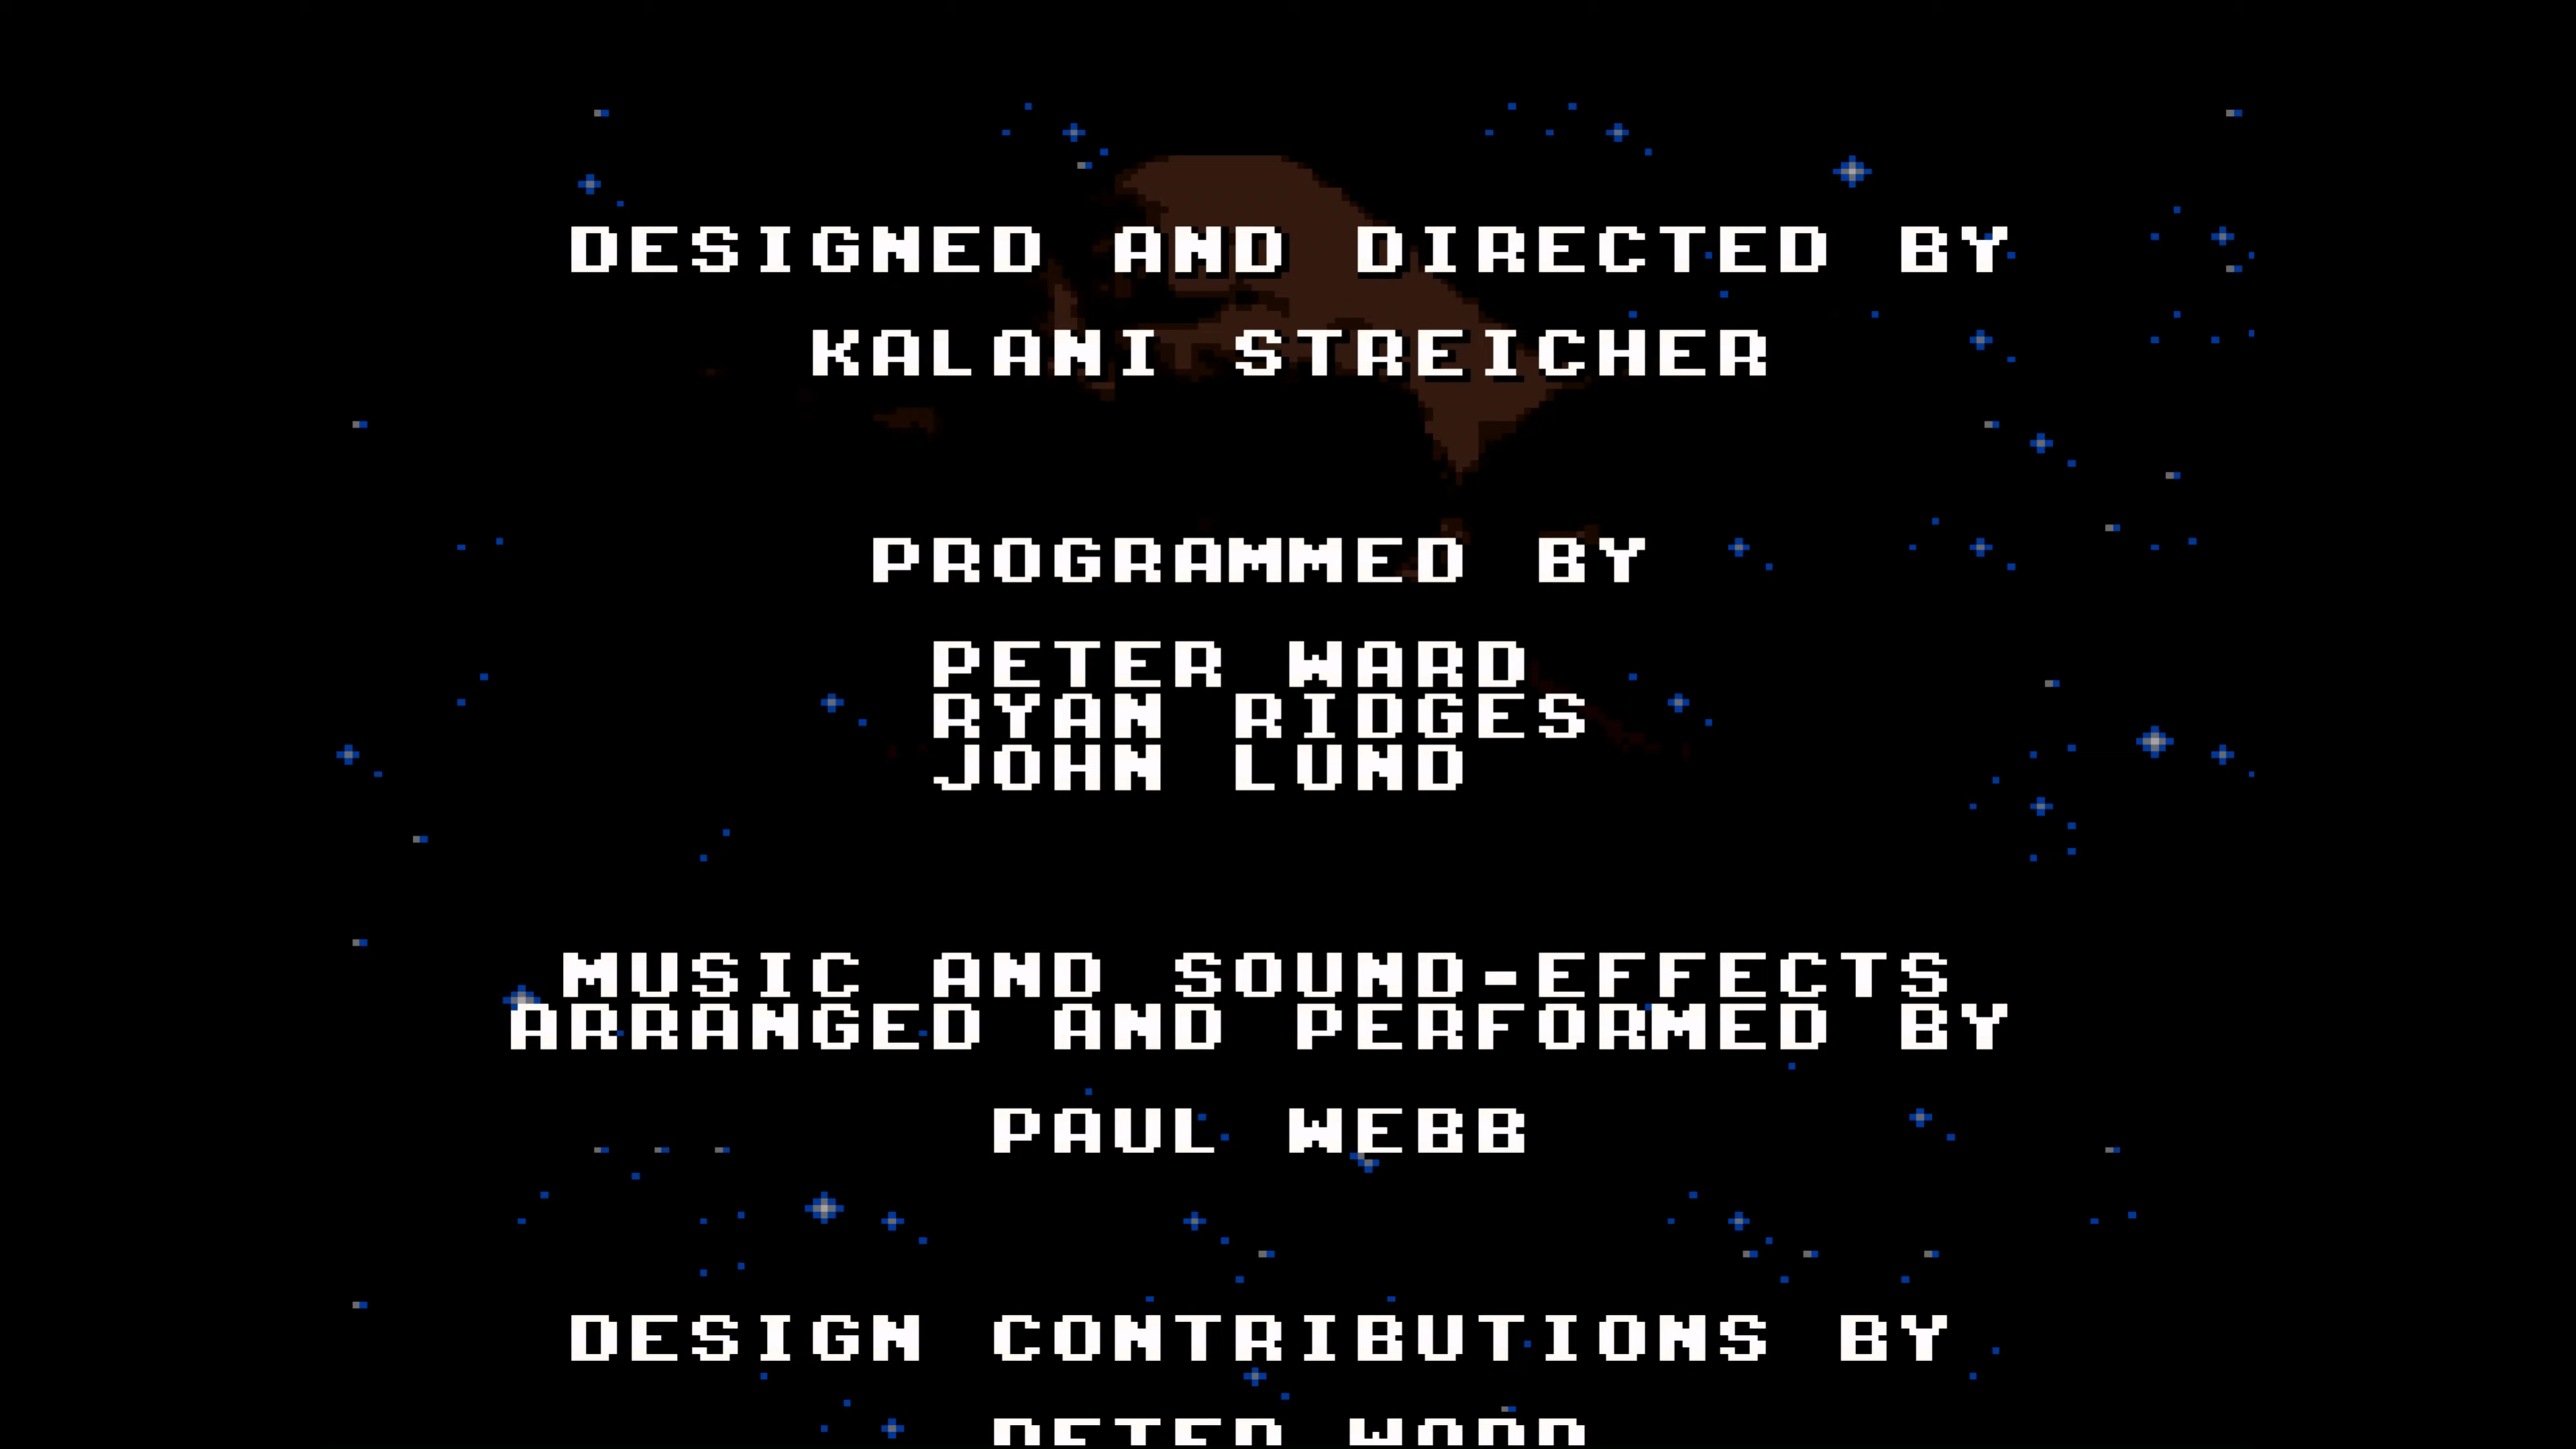 DESIGNED AND DIRECTED BY
KALANI STREICHER
PROGRAMMED BY
PETER WARD
RYAN RIDGES
JOHN LUND
MUSIC AND SOUND-EFFECTS
ARRANGED AND PERFORMED BY
PAUL WEBB
DESIGN CONTRIBUTIONS BY
PETER